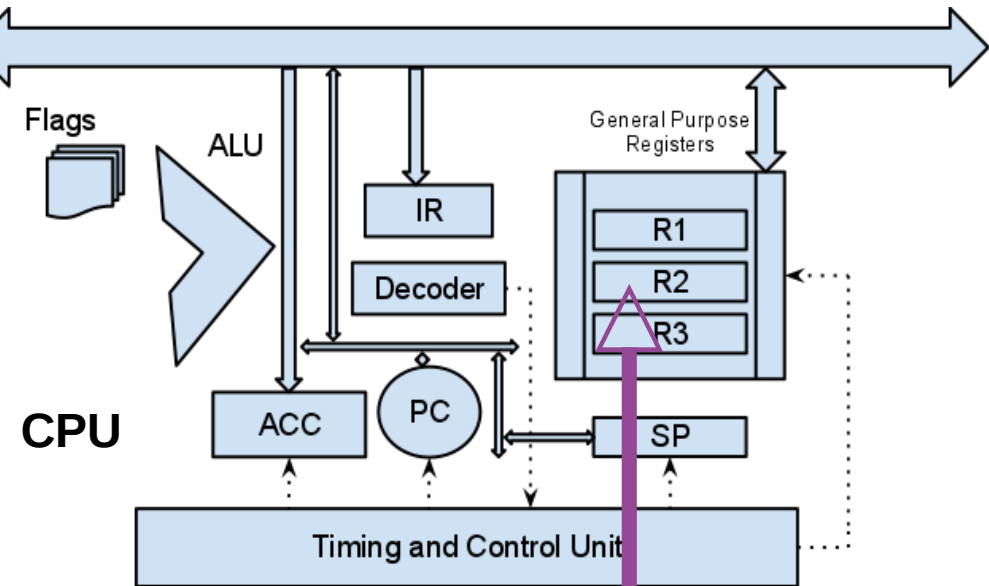 Flags
ALU
General Purpose
Registers
IR
R1
Decoder
R2
R3
CPU
ACC
PC
SP
Timing and Control Unit